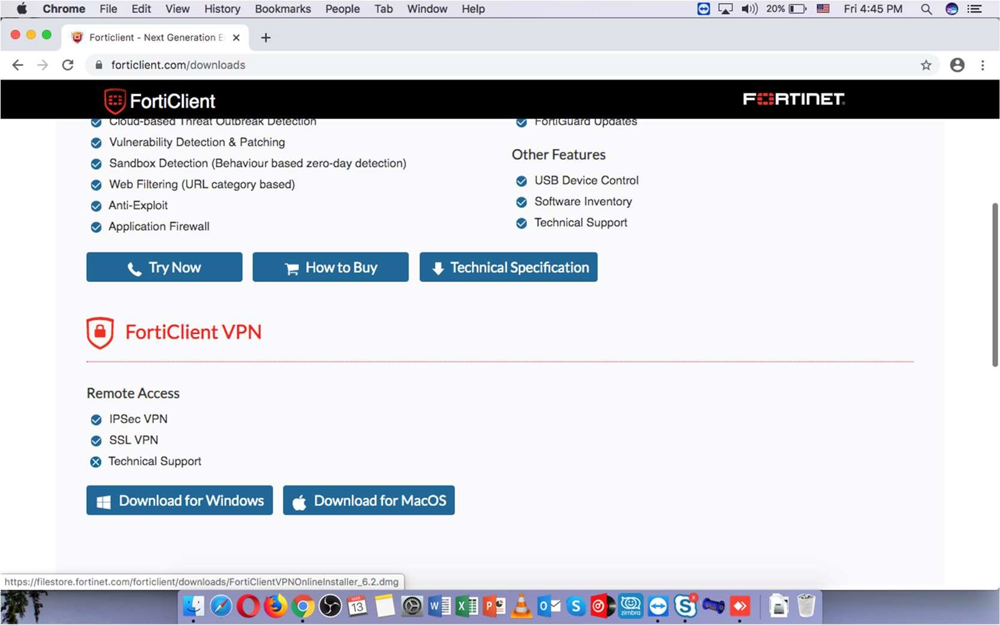 Chrome File Edit View History Bookmarks People Tab Window Help 20% Fri 4:45 PM
Forticlient - Next Generation E
forticlient.com/downloads
FortiClient FORTINET
Cloud-based Threat Outbreak Detection
Vulnerability Detection & Patching
Sandbox Detection (Behaviour based zero-day detection)
Web Filtering (URL category based)
Anti-Exploit
Application Firewall
FortiGuard Updates
Other Features
USB Device Control
Software Inventory
Technical Support
Try Now How to Buy Technical Specification
FortiClient VPN
Remote Access
IPSec VPN
SSL VPN
Technical Support
Download for Windows Download for MacOS
https://filestore.fortinet.com/forticlient/downloads/FortiClientVPNOnlineInstaller_6.2.dmg
MAR
13
W X P O S zimbra S